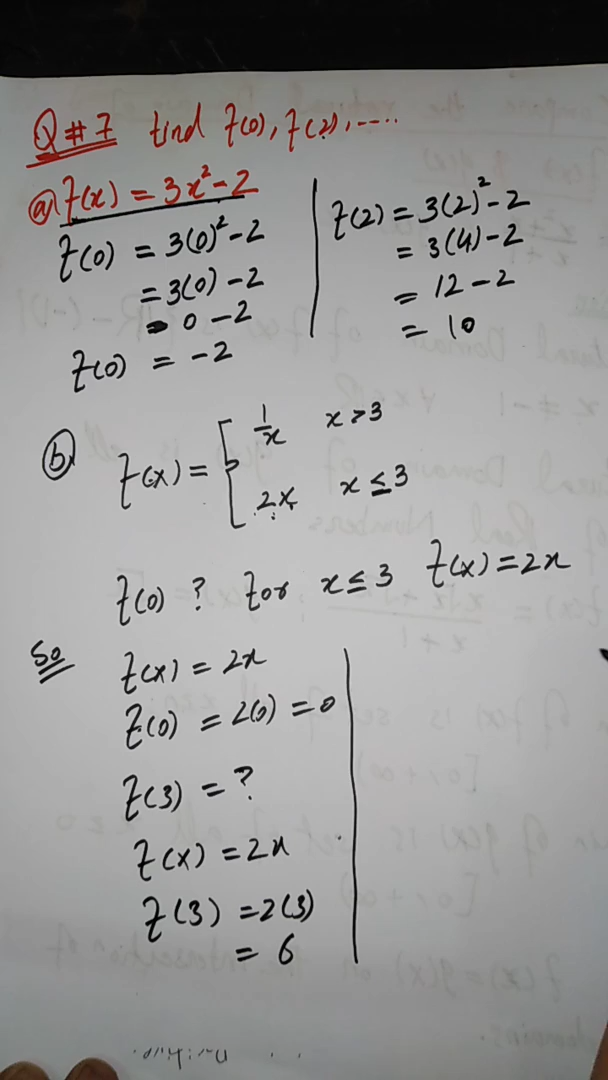 Q # 7 find f(0), f(2), ....
(a) f(x) = 3x² - 2
f(0) = 3(0)² - 2
= 3(0) - 2
= 0 - 2
f(0) = -2
f(2) = 3(2)² - 2
= 3(4) - 2
= 12 - 2
= 10
(b) f(x) = { 1/x x > 3
2x x ≤ 3
f(0) ? for x ≤ 3 f(x) = 2x
So f(x) = 2x
f(0) = 2(0) = 0
f(3) = ?
f(x) = 2x
f(3) = 2(3)
= 6